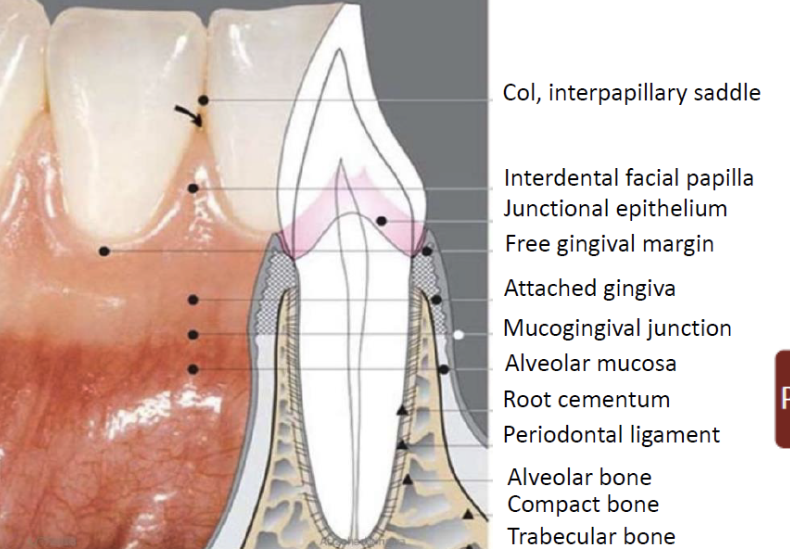 Col, interpapillary saddle
Interdental facial papilla
Junctional epithelium
Free gingival margin
Attached gingiva
Mucogingival junction
Alveolar mucosa
Root cementum
Periodontal ligament
P
Alveolar bone
Compact bone
Trabecular bone